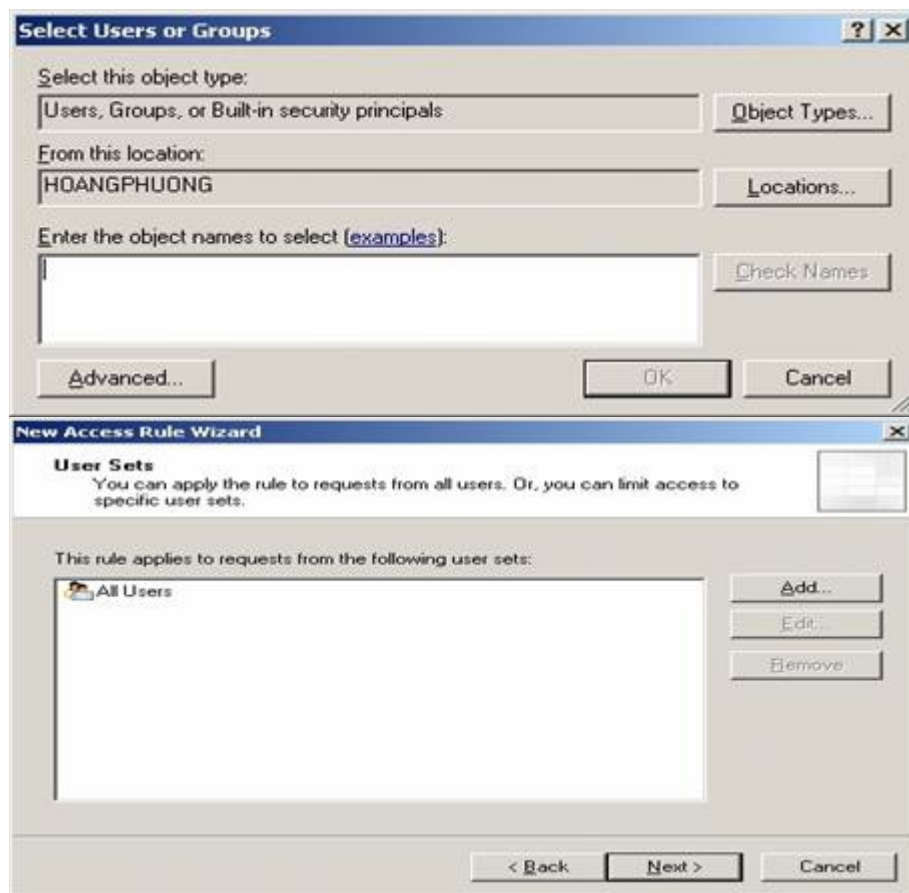 Select Users or Groups
Select this object type:
Users, Groups, or Built-in security principals
Object Types...
From this location:
HOANGPHUONG
Locations...
Enter the object names to select (examples):
Check Names
Advanced...
OK
Cancel
New Access Rule Wizard
User Sets
You can apply the rule to requests from all users. Or, you can limit access to
specific user sets.
This rule applies to requests from the following user sets:
All Users
Add...
Edit...
Remove
< Back
Next >
Cancel